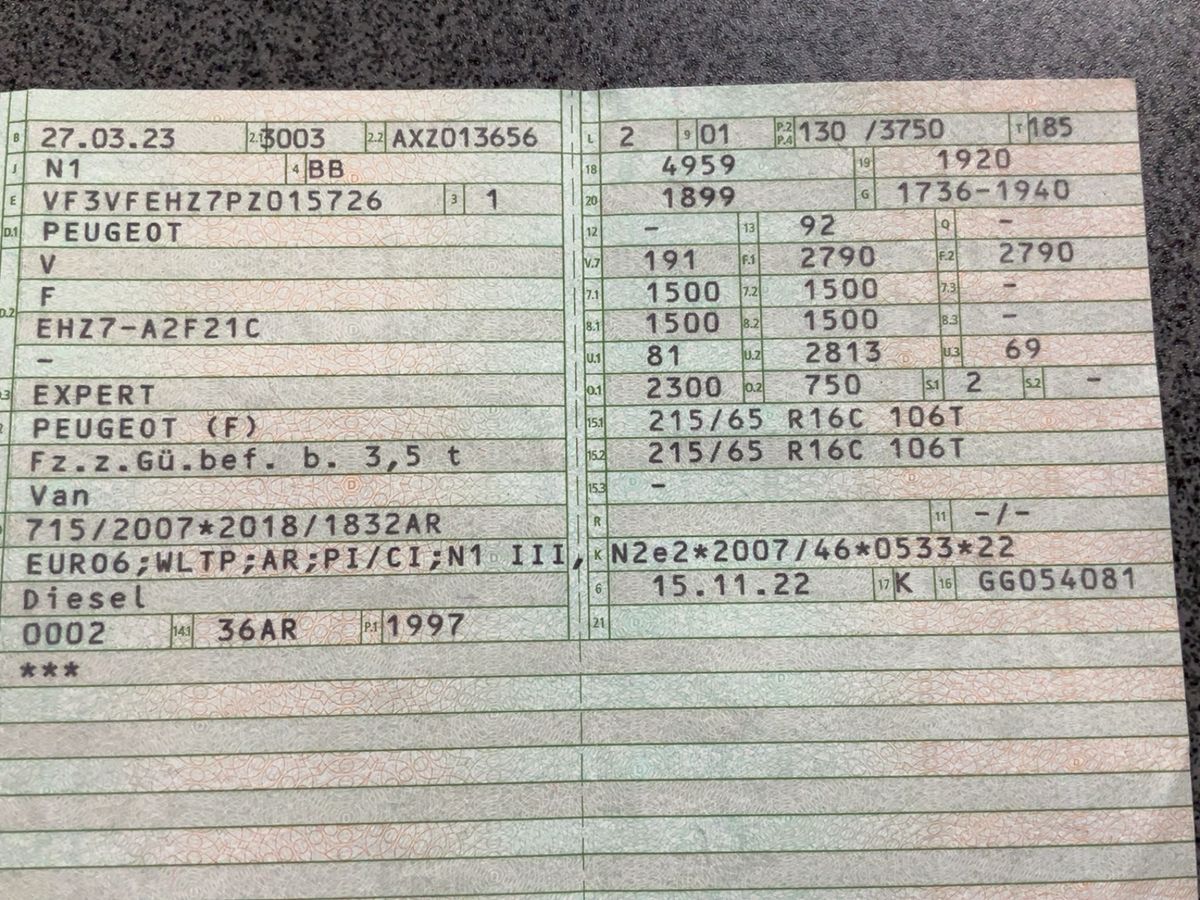 B 27.03.23 2.1 3003 2.2 AXZ013656
J N1 4 BB
E VF3VFEHZ7PZ015726 3 1
D.1 PEUGEOT
V
D.2 F
EHZ7-A2F21C
–
EXPERT
PEUGEOT (F)
Fz.z.Gü.bef. b. 3,5 t
Van
715/2007*2018/1832AR
EURO6;WLTP;AR;PI/CI;N1 III, N2
Diesel
0002 14.1 36AR P.1 1997
***
L 2 9 01 P.2 P.4 130 /3750 T 185
18 4959 19 1920
20 1899 G 1736-1940
12 – 13 92 Q –
V.7 191 F.1 2790 F.2 2790
7.1 1500 7.2 1500 7.3 –
8.1 1500 8.2 1500 8.3 –
U.1 81 U.2 2813 U.3 69
O.1 2300 O.2 750 S.1 2 S.2 –
15.1 215/65 R16C 106T
15.2 215/65 R16C 106T
15.3 –
R 11 –/–
K e2*2007/46*0533*22
6 15.11.22 17 K 16 GG054081
21